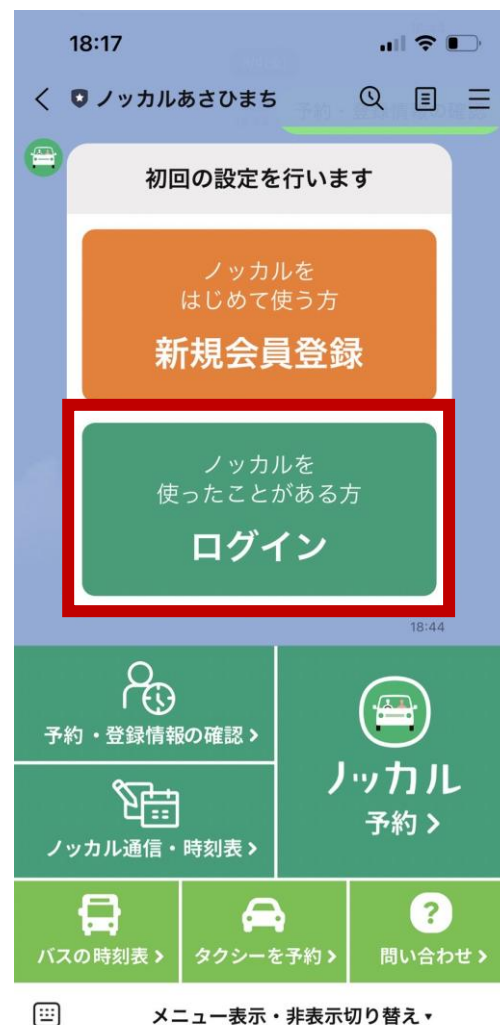 18:17
ノッカルあさひまち
初回の設定を行います
ノッカルを
はじめて使う方
新規会員登録
ノッカルを
使ったことがある方
ログイン
18:44
予約・登録情報の確認 >
ノッカル
予約 >
ノッカル通信・時刻表 >
バスの時刻表 >
タクシーを予約 >
?
問い合わせ >
メニュー表示・非表示切り替え ▾